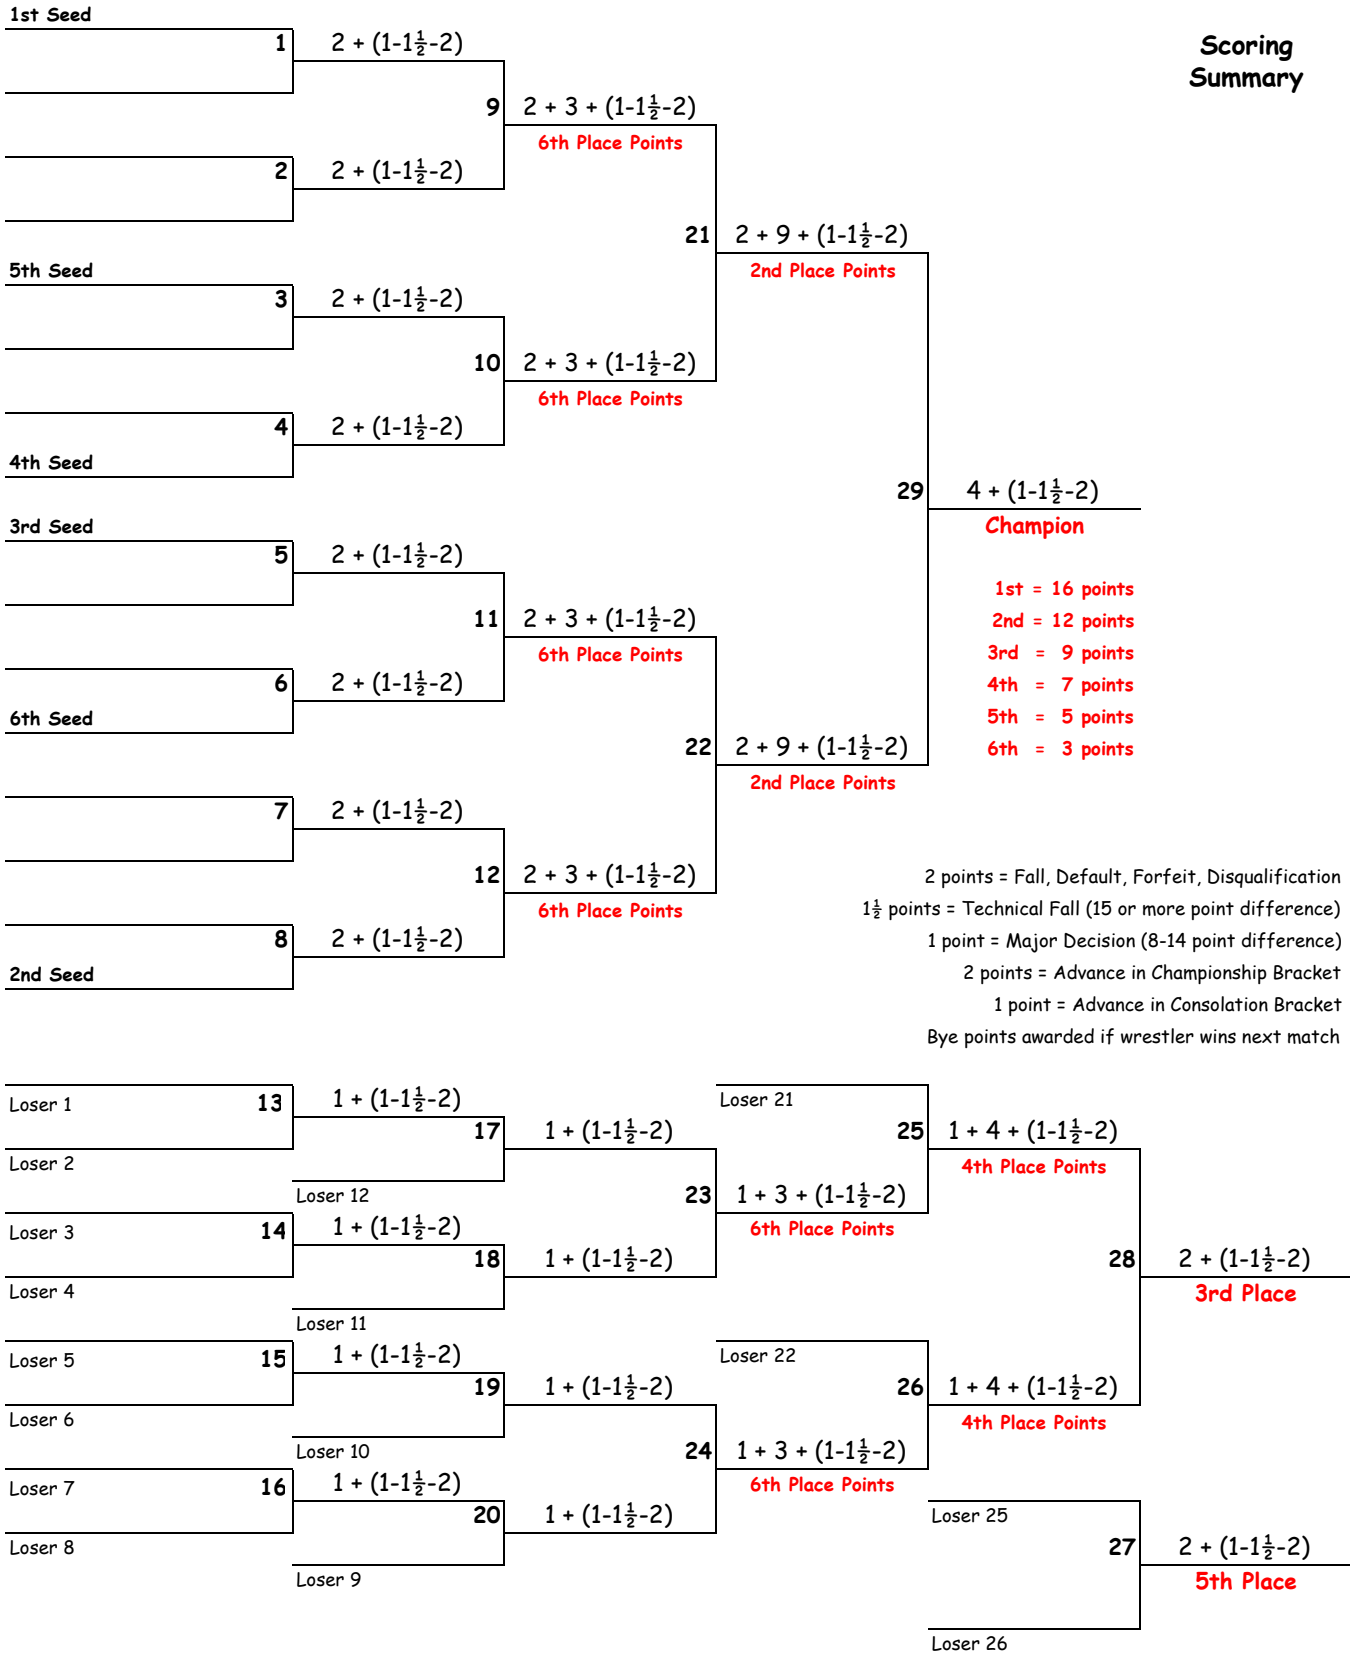 1st Seed
Scoring
Summary
1 2 + (1-1½-2)
9 2 + 3 + (1-1½-2)
6th Place Points
2 2 + (1-1½-2)
21 2 + 9 + (1-1½-2)
2nd Place Points
5th Seed
3 2 + (1-1½-2)
10 2 + 3 + (1-1½-2)
6th Place Points
4 2 + (1-1½-2)
4th Seed
29 4 + (1-1½-2)
Champion
3rd Seed
5 2 + (1-1½-2)
1st = 16 points
2nd = 12 points
3rd = 9 points
4th = 7 points
5th = 5 points
6th = 3 points
11 2 + 3 + (1-1½-2)
6th Place Points
6 2 + (1-1½-2)
6th Seed
22 2 + 9 + (1-1½-2)
2nd Place Points
7 2 + (1-1½-2)
12 2 + 3 + (1-1½-2)
6th Place Points
8 2 + (1-1½-2)
2nd Seed
2 points = Fall, Default, Forfeit, Disqualification
1½ points = Technical Fall (15 or more point difference)
1 point = Major Decision (8-14 point difference)
2 points = Advance in Championship Bracket
1 point = Advance in Consolation Bracket
Bye points awarded if wrestler wins next match
Loser 1 13 1 + (1-1½-2)
Loser 21
17 1 + (1-1½-2)
25 1 + 4 + (1-1½-2)
Loser 2
4th Place Points
Loser 12
23 1 + 3 + (1-1½-2)
6th Place Points
Loser 3 14 1 + (1-1½-2)
18 1 + (1-1½-2)
28 2 + (1-1½-2)
Loser 4
3rd Place
Loser 11
Loser 5 15 1 + (1-1½-2)
Loser 22
19 1 + (1-1½-2)
26 1 + 4 + (1-1½-2)
Loser 6
4th Place Points
Loser 10
24 1 + 3 + (1-1½-2)
6th Place Points
Loser 7 16 1 + (1-1½-2)
20 1 + (1-1½-2)
Loser 25
Loser 8
27 2 + (1-1½-2)
Loser 9
5th Place
Loser 26